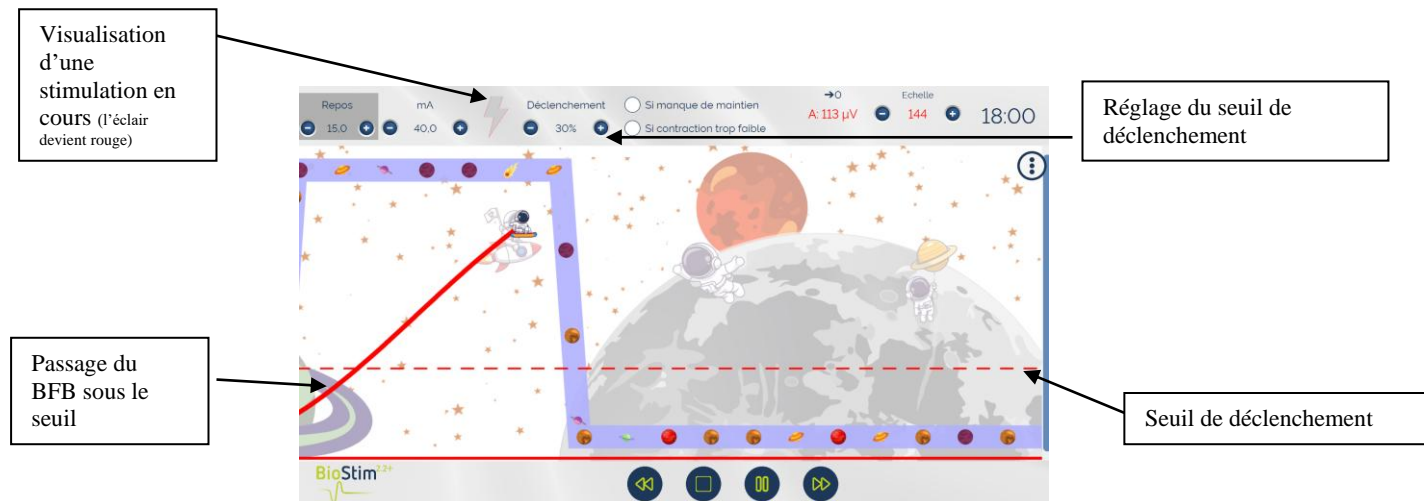 Visualisation
d’une
stimulation en
cours (l’éclair
devient rouge)
Repos
15,0
mA
40,0
Déclenchement
30%
Si manque de maintien
Si contraction trop faible
→0
A: 113 µV
Echelle
144
18:00
Réglage du seuil de
déclenchement
Passage du
BFB sous le
seuil
Seuil de déclenchement
BioStim 2.2+